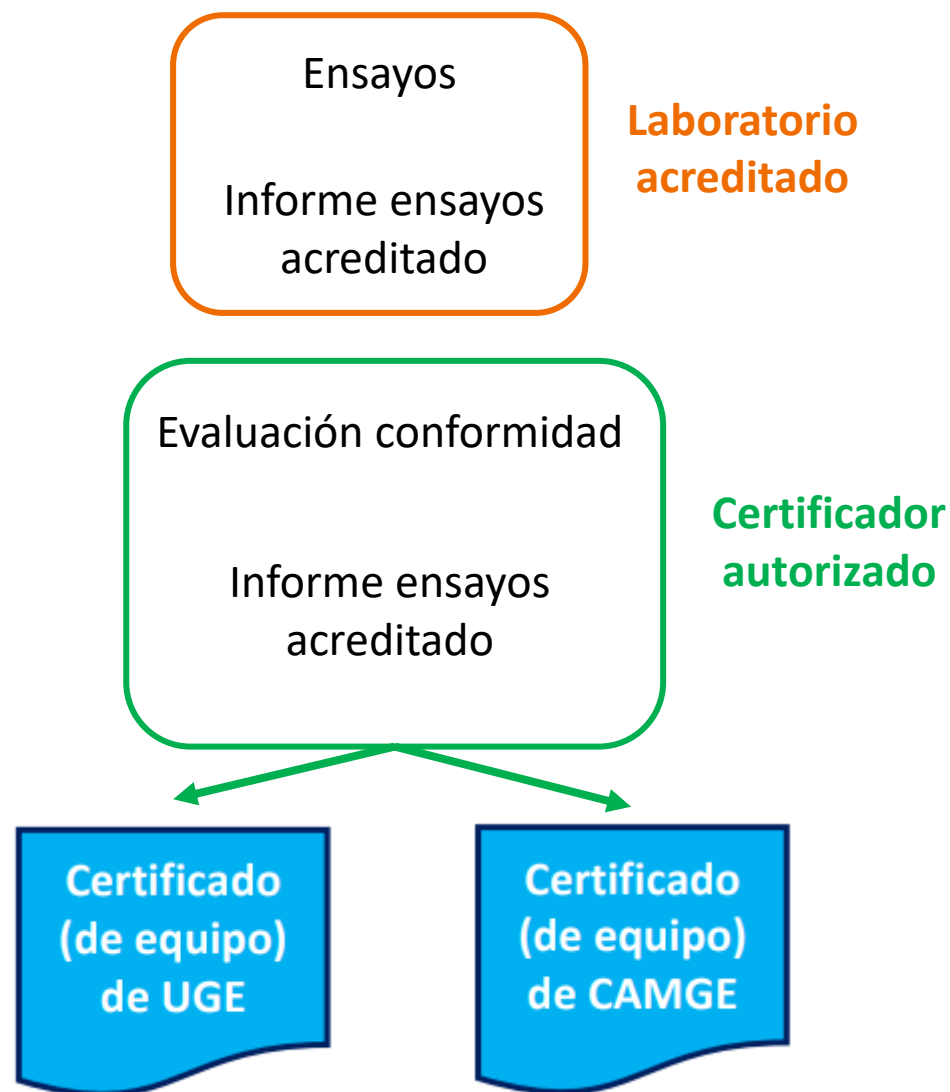 Ensayos
Informe ensayos
acreditado
Laboratorio
acreditado
Evaluación conformidad
Informe ensayos
acreditado
Certificador
autorizado
Certificado
(de equipo)
de UGE
Certificado
(de equipo)
de CAMGE